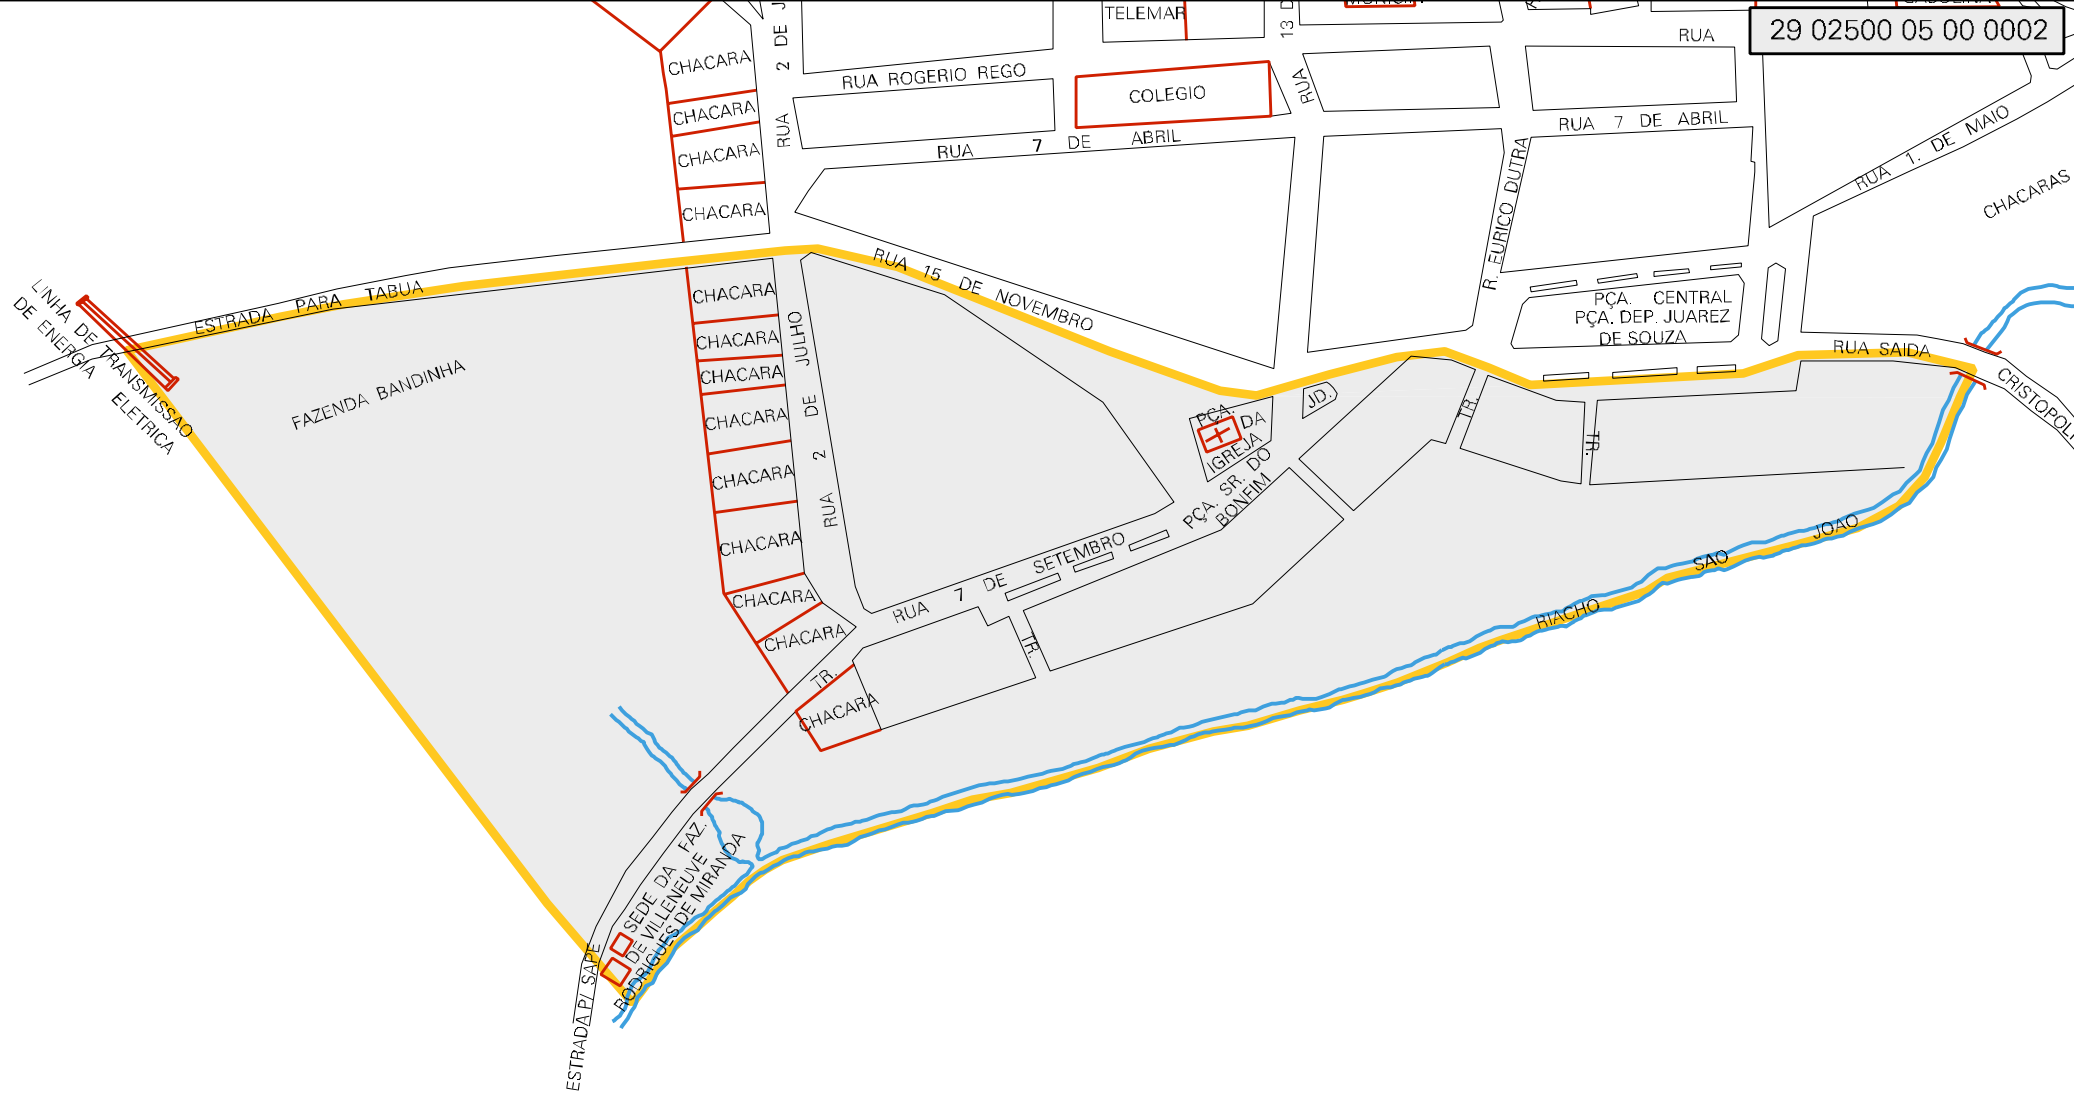 TELEMAR
29 02500 05 00 0002
RUA
CHACARA
RUA 2 DE
13
RUA ROGERIO REGO
RUA
COLEGIO
CHACARA
RUA 7 DE ABRIL
RUA 7 DE ABRIL
RUA 1. DE MAIO
CHACARA
CHACARAS
CHACARA
R. EURICO DUTRA
RUA 15 DE NOVEMBRO
LINHA DE TRANSMISSAO
DE ENERGIA
ELETRICA
ESTRADA PARA TABUA
CHACARA
PÇA. CENTRAL
PÇA. DEP. JUAREZ
DE SOUZA
RUA SAIDA
CRISTOPOLI
CHACARA
RUA 2 DE JULHO
CHACARA
FAZENDA BANDINHA
CHACARA
PÇA.
DA
IGREJA
JD.
TR.
TR.
CHACARA
PÇA. SR. DO
BONFIM
CHACARA
RUA 7 DE SETEMBRO
RIACHO SAO JOAO
CHACARA
CHACARA
TR.
TR.
CHACARA
SEDE DA FAZ.
DE VILLENEUVE
RODRIGUES DE MIRANDA
ESTRADA P/ SAPE